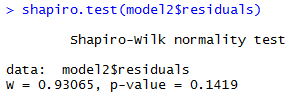 > shapiro.test(model2$residuals)
Shapiro-Wilk normality test
data:  model2$residuals
W = 0.93065, p-value = 0.1419